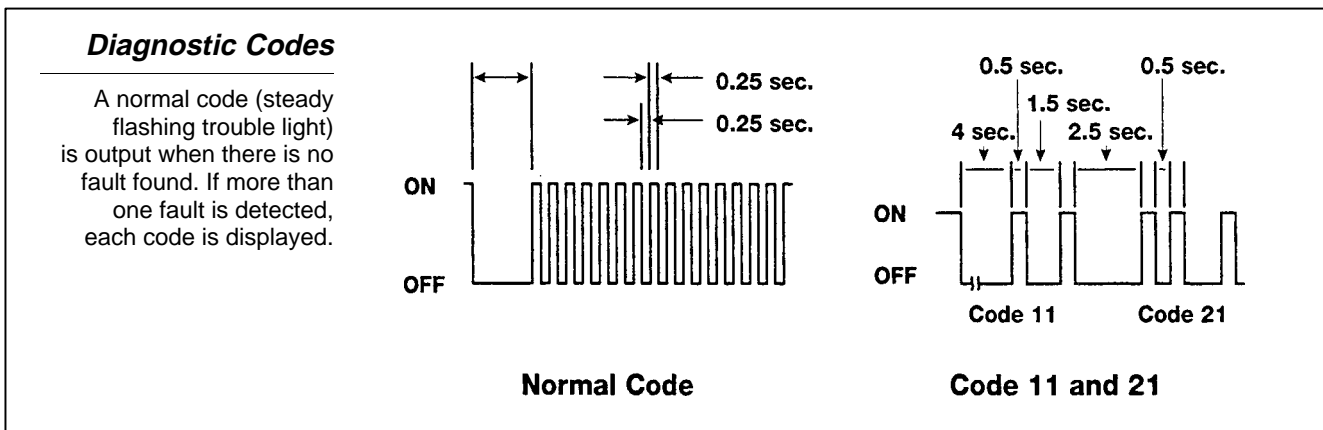 Diagnostic Codes
A normal code (steady
flashing trouble light)
is output when there is no
fault found. If more than
one fault is detected,
each code is displayed.
0.25 sec.
0.25 sec.
ON
OFF
Normal Code
0.5 sec.
0.5 sec.
1.5 sec.
4 sec.
2.5 sec.
ON
OFF
Code 11
Code 21
Code 11 and 21